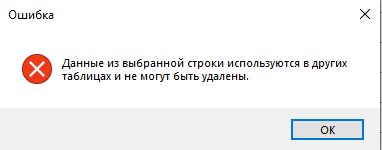 Ошибка
Данные из выбранной строки используются в других
таблицах и не могут быть удалены.
OK